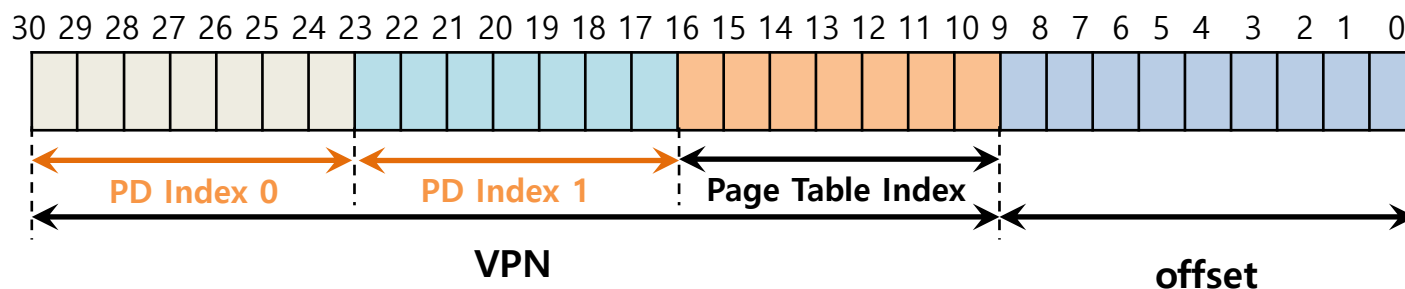 30 29 28 27 26 25 24 23 22 21 20 19 18 17 16 15 14 13 12 11 10 9 8 7 6 5 4 3 2 1 0
PD Index 0 PD Index 1 Page Table Index
VPN offset